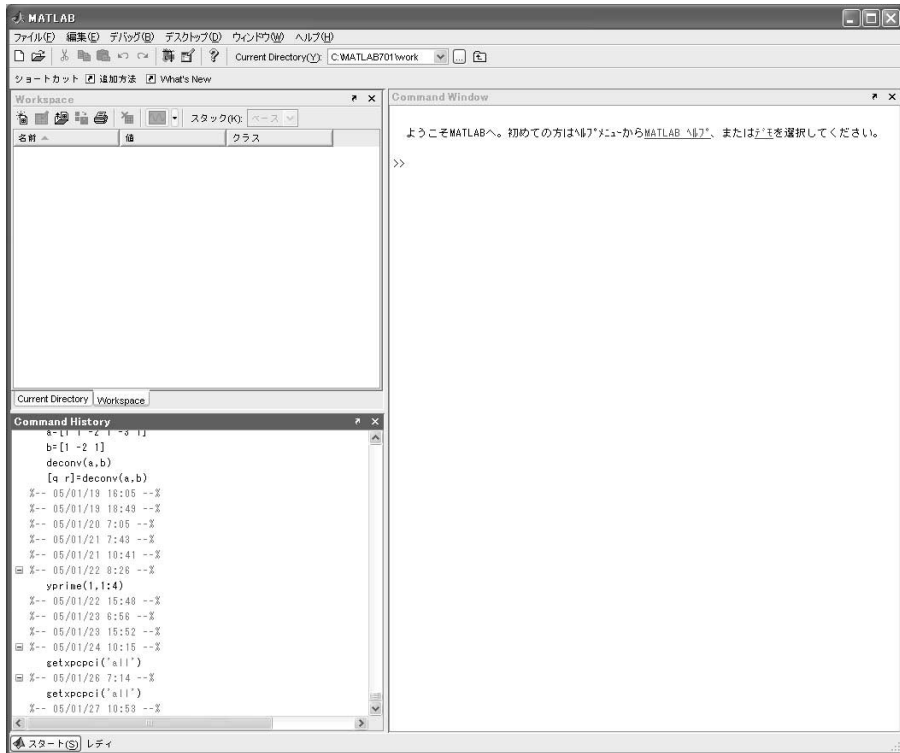 MATLAB
ファイル(F) 編集(E) デバッグ(B) デスクトップ(D) ウィンドウ(W) ヘルプ(H)
Current Directory(Y): C:\MATLAB701\work
ショートカット 追加方法 What's New
Workspace
スタック(K): ベース
名前 値 クラス
Current Directory Workspace
Command History
a=[1 1 -2 1 -3 1]
b=[1 -2 1]
deconv(a,b)
[q r]=deconv(a,b)
%-- 05/01/19 16:05 --%
%-- 05/01/19 18:49 --%
%-- 05/01/20 7:05 --%
%-- 05/01/21 7:43 --%
%-- 05/01/21 10:41 --%
%-- 05/01/22 8:26 --%
yprime(1,1:4)
%-- 05/01/22 15:48 --%
%-- 05/01/23 6:56 --%
%-- 05/01/23 15:52 --%
%-- 05/01/24 10:15 --%
getxpcpci('all')
%-- 05/01/26 7:14 --%
getxpcpci('all')
%-- 05/01/27 10:53 --%
Command Window
ようこそMATLABへ。初めての方はﾍﾙﾌﾟﾒﾆｭｰからMATLAB ﾍﾙﾌﾟ、またはﾃﾞﾓを選択してください。
>>
スタート(S) レディ